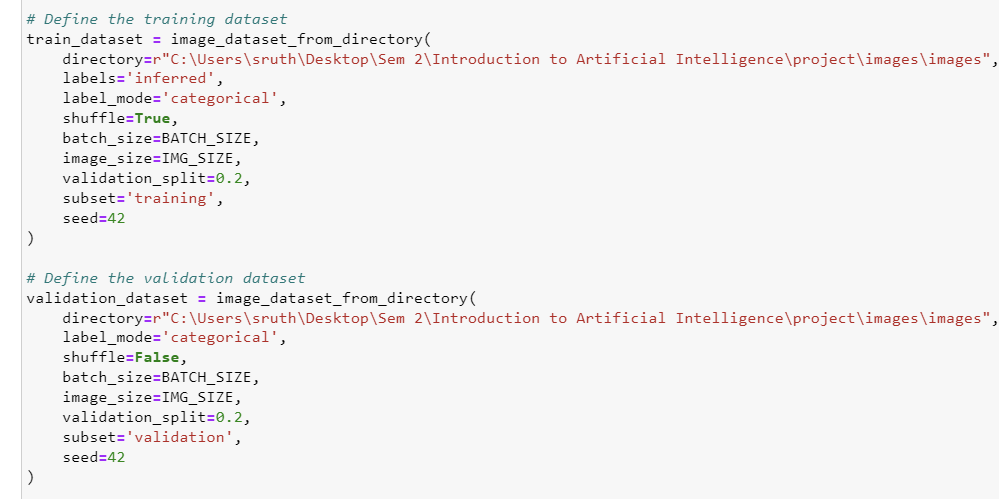 # Define the training dataset
train_dataset = image_dataset_from_directory(
    directory=r"C:\Users\sruth\Desktop\Sem 2\Introduction to Artificial Intelligence\project\images\images",
    labels='inferred',
    label_mode='categorical',
    shuffle=True,
    batch_size=BATCH_SIZE,
    image_size=IMG_SIZE,
    validation_split=0.2,
    subset='training',
    seed=42
)

# Define the validation dataset
validation_dataset = image_dataset_from_directory(
    directory=r"C:\Users\sruth\Desktop\Sem 2\Introduction to Artificial Intelligence\project\images\images",
    label_mode='categorical',
    shuffle=False,
    batch_size=BATCH_SIZE,
    image_size=IMG_SIZE,
    validation_split=0.2,
    subset='validation',
    seed=42
)